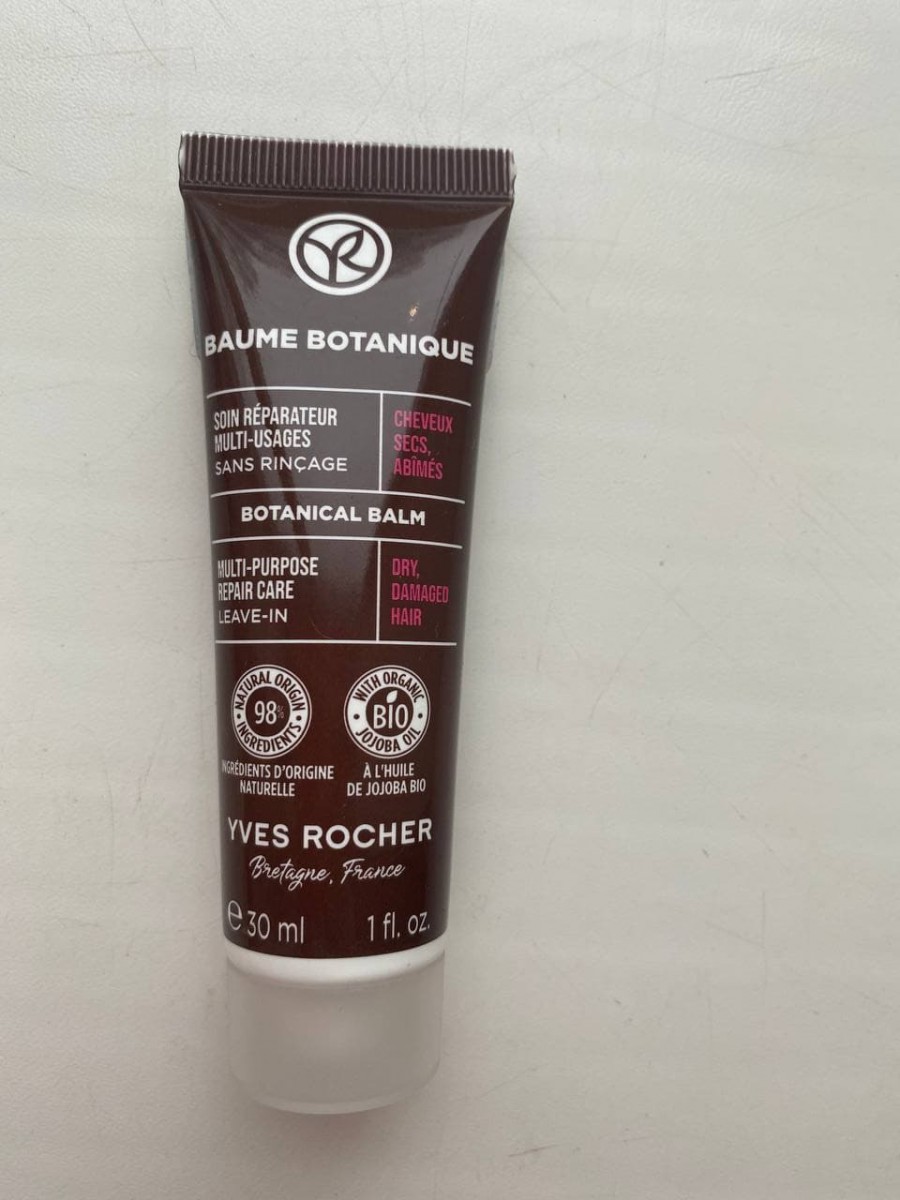 YR
BAUME BOTANIQUE
SOIN RÉPARATEUR
MULTI-USAGES
SANS RINÇAGE
CHEVEUX
SECS,
ABÎMÉS
BOTANICAL BALM
MULTI-PURPOSE
REPAIR CARE
LEAVE-IN
DRY,
DAMAGED
HAIR
NATURAL ORIGIN
98%
INGREDIENTS
INGRÉDIENTS D'ORIGINE
NATURELLE
WITH ORGANIC
BIO
JOJOBA OIL
À L'HUILE
DE JOJOBA BIO
YVES ROCHER
Bretagne, France
e 30 ml 1 fl. oz.